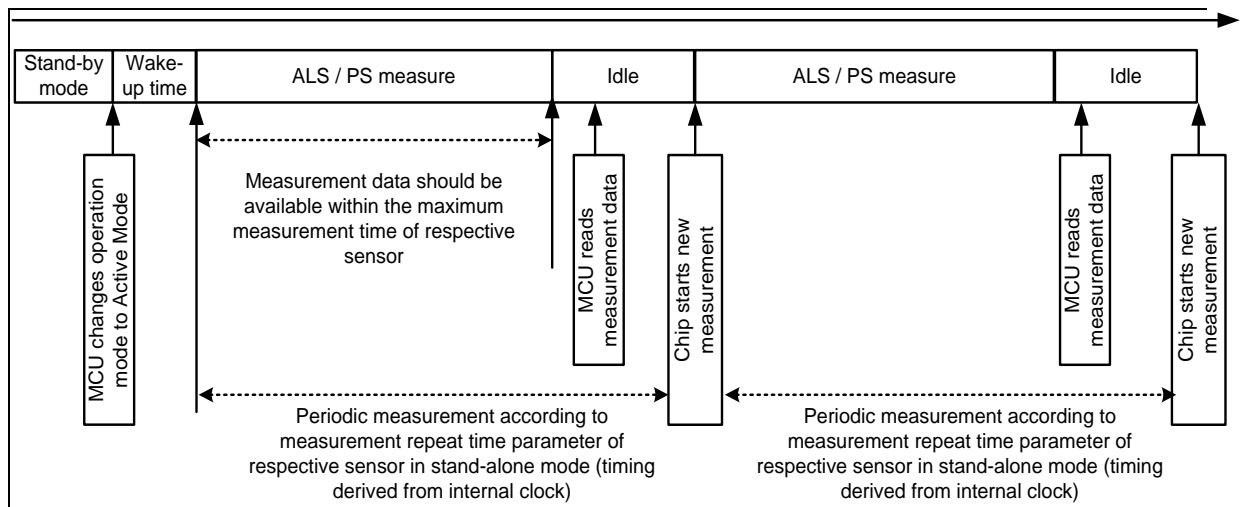 Stand-by
mode
Wake-
up time
ALS / PS measure
Idle
ALS / PS measure
Idle
MCU changes operation
mode to Active Mode
Measurement data should be
available within the maximum
measurement time of respective
sensor
MCU reads
measurement data
Chip starts new
measurement
MCU reads
measurement data
Chip starts new
measurement
Periodic measurement according to
measurement repeat time parameter of
respective sensor in stand-alone mode (timing
derived from internal clock)
Periodic measurement according to
measurement repeat time parameter of
respective sensor in stand-alone mode (timing
derived from internal clock)